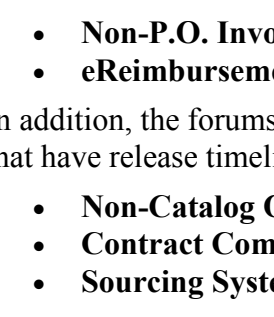 • Non-P.O. Invo
• eReimburseme
n addition, the forums
hat have release timeli
• Non-Catalog
• Contract Com
• Sourcing Syste